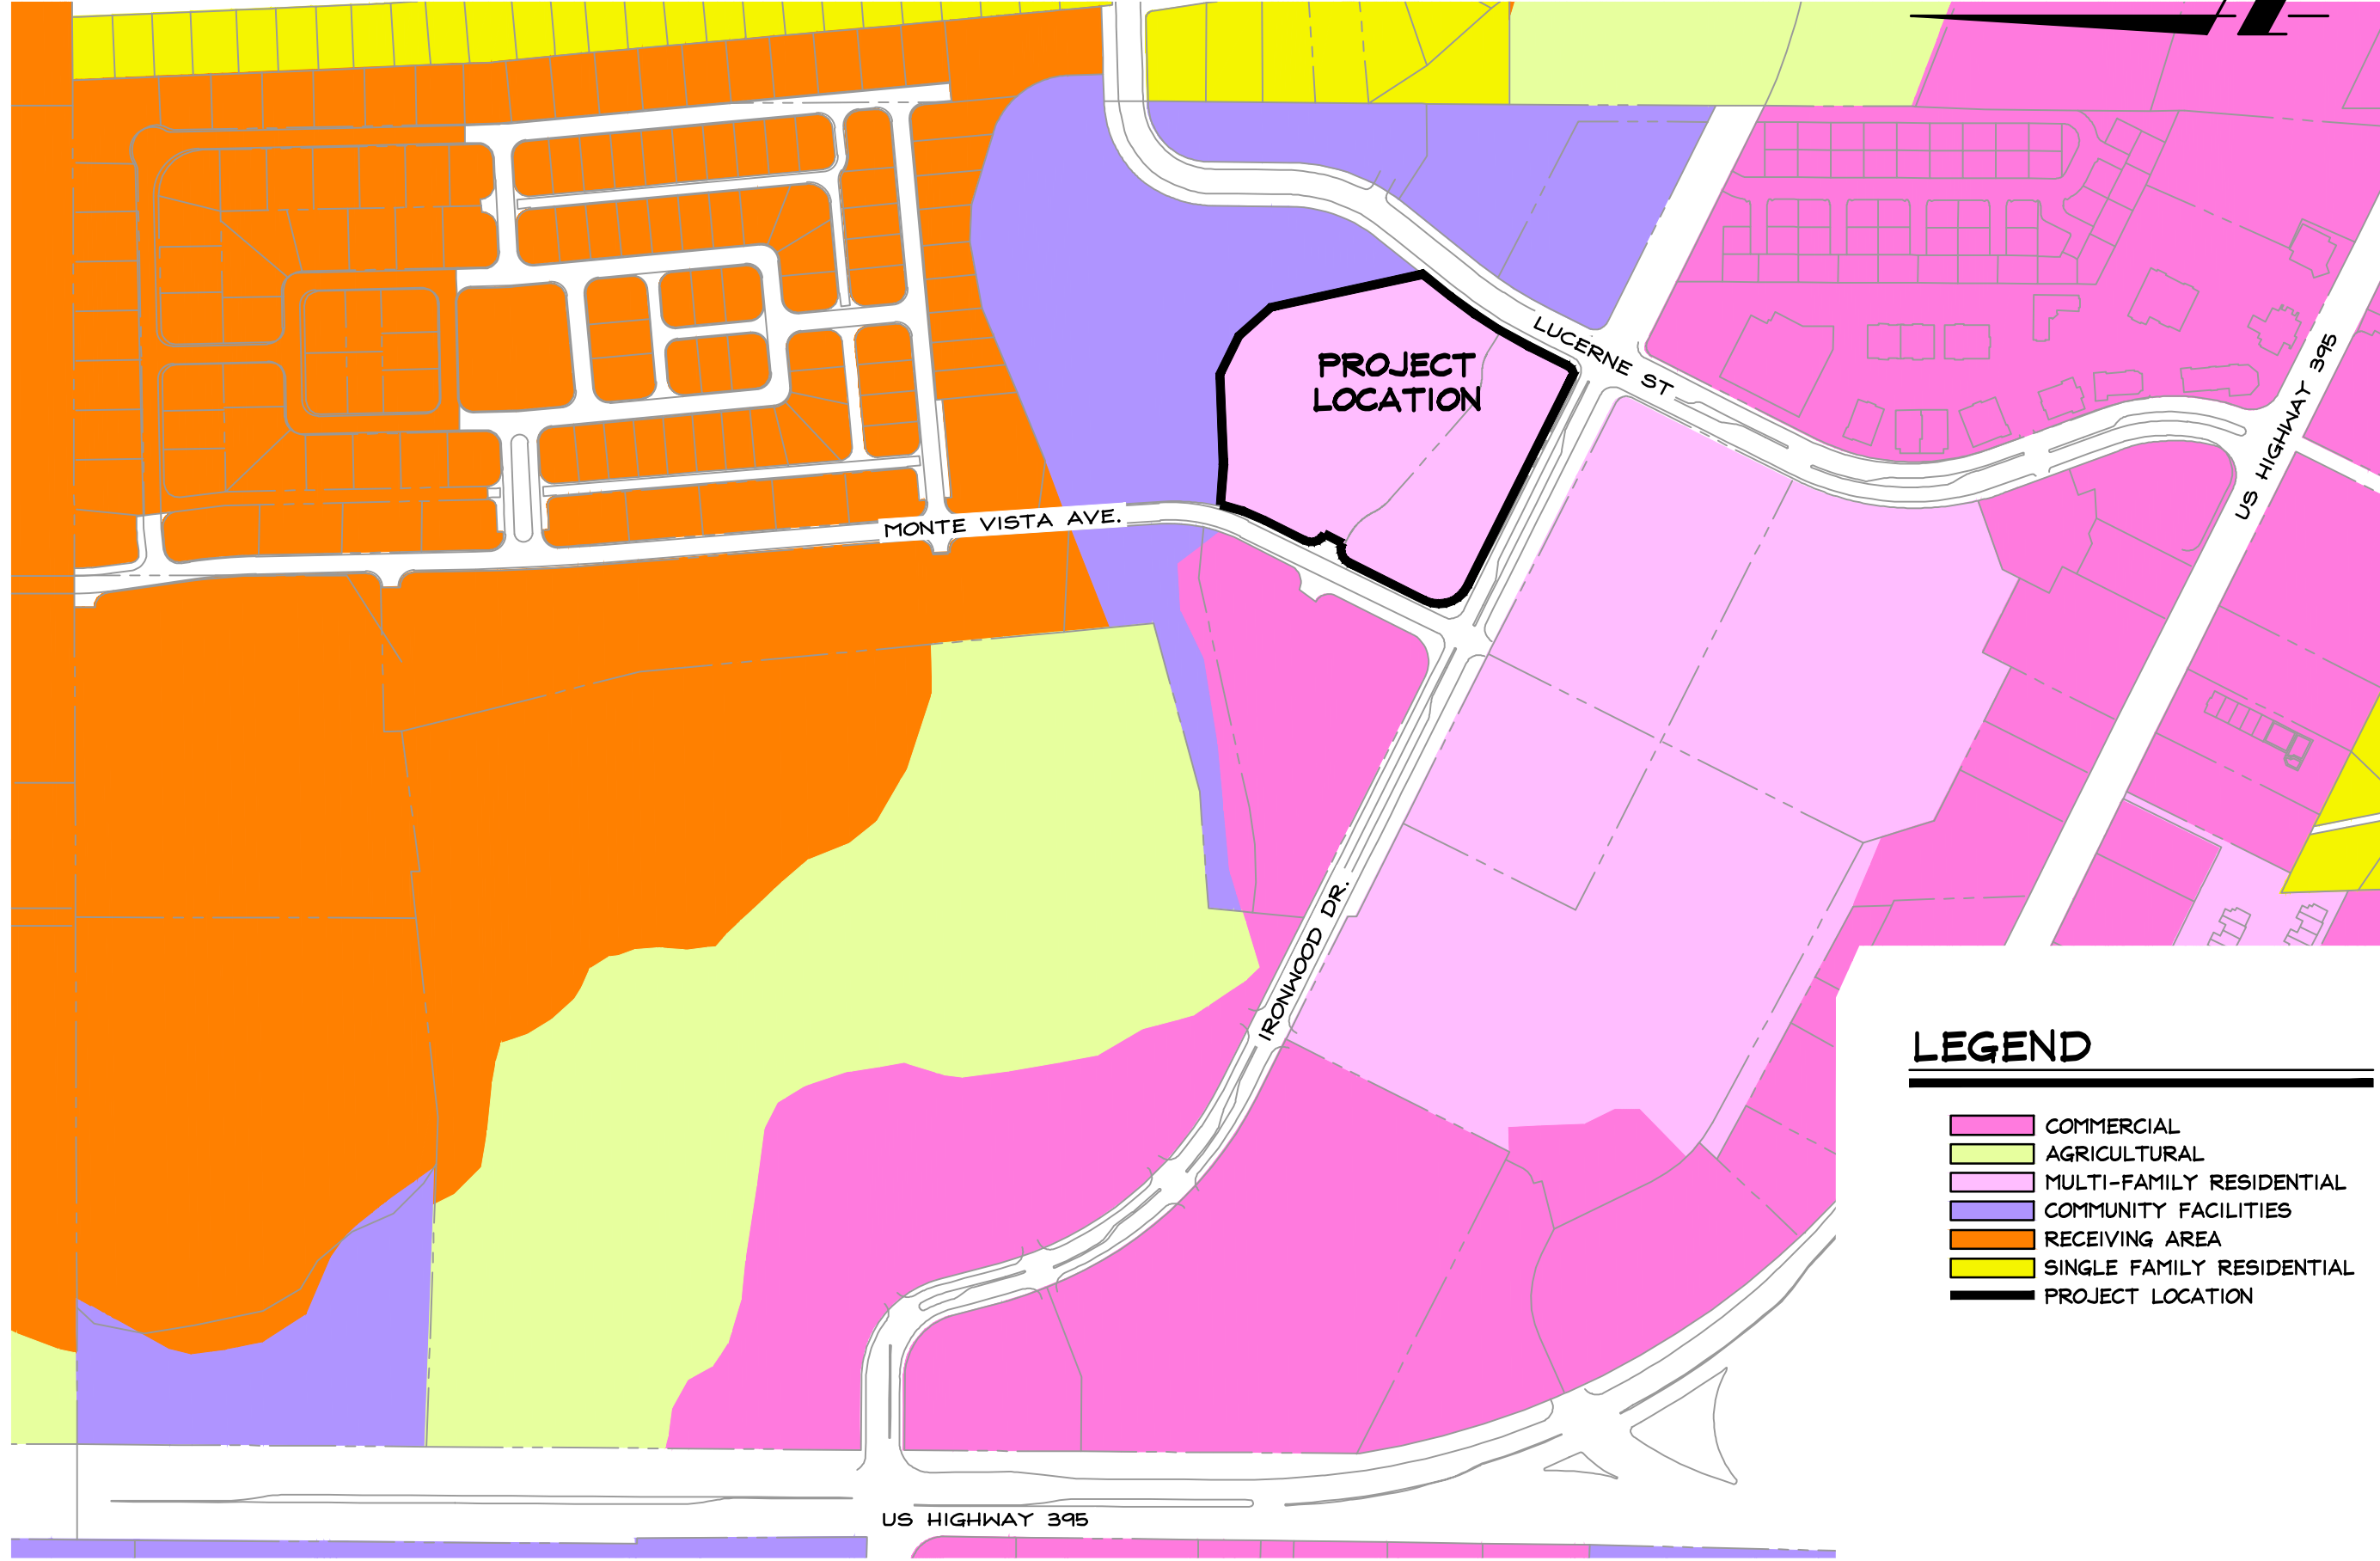 LUCERNE ST
PROJECT
LOCATION
US HIGHWAY 395
MONTE VISTA AVE.
IRONWOOD DR.
LEGEND
COMMERCIAL
AGRICULTURAL
MULTI-FAMILY RESIDENTIAL
COMMUNITY FACILITIES
RECEIVING AREA
SINGLE FAMILY RESIDENTIAL
PROJECT LOCATION
US HIGHWAY 395